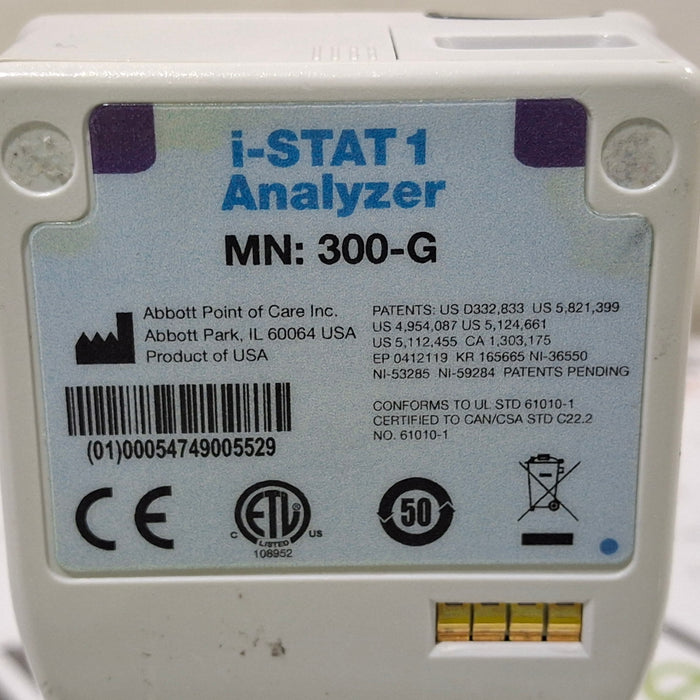 i-STAT 1
Analyzer
MN: 300-G
Abbott Point of Care Inc.
Abbott Park, IL 60064 USA
Product of USA
PATENTS: US D332,833 US 5,821,399
US 4,954,087 US 5,124,661
US 5,112,455 CA 1,303,175
EP 0412119 KR 165665 NI-36550
NI-53285 NI-59284 PATENTS PENDING
CONFORMS TO UL STD 61010-1
CERTIFIED TO CAN/CSA STD C22.2
NO. 61010-1
(01)00054749005529
CE
ETL
C US
LISTED
108952
50